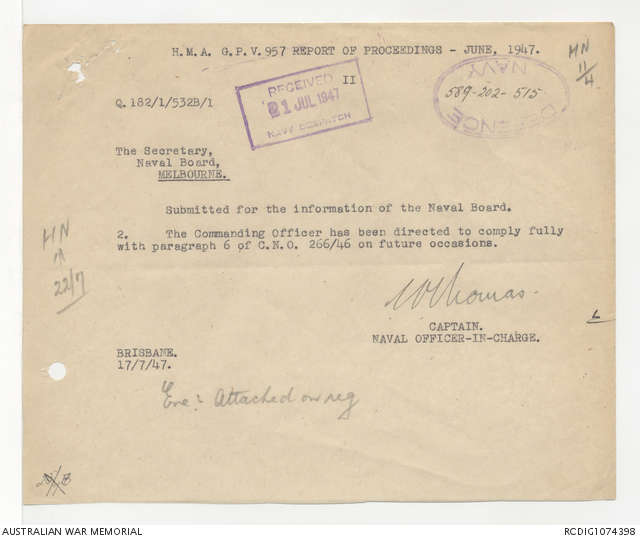 H.M.A. G.P.V. 957 REPORT OF PROCEEDINGS - JUNE, 1947.
HN
11/4
II
RECEIVED
21 JUL 1947
NAVY DESPATCH
NAVY
589-202-515
DEFENCE
Q.182/1/532B/1
The Secretary,
Naval Board,
MELBOURNE.
Submitted for the information of the Naval Board.
2. The Commanding Officer has been directed to comply fully
with paragraph 6 of C.N.O. 266/46 on future occasions.
HN
22/7
CAPTAIN.
NAVAL OFFICER-IN-CHARGE.
L
BRISBANE.
17/7/47.
Attached on reg
AUSTRALIAN WAR MEMORIAL
RCDIG1074398